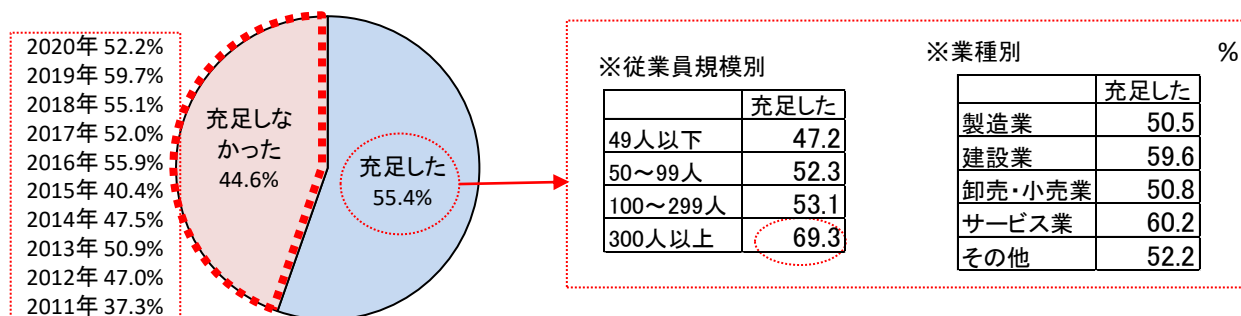 2020年 52.2%
2019年 59.7%
2018年 55.1%
2017年 52.0%
2016年 55.9%
2015年 40.4%
2014年 47.5%
2013年 50.9%
2012年 47.0%
2011年 37.3%
充足しな
かった
44.6%
充足した
55.4%
※従業員規模別
充足した
49人以下 47.2
50～99人 52.3
100～299人 53.1
300人以上 69.3
※業種別 %
充足した
製造業 50.5
建設業 59.6
卸売・小売業 50.8
サービス業 60.2
その他 52.2